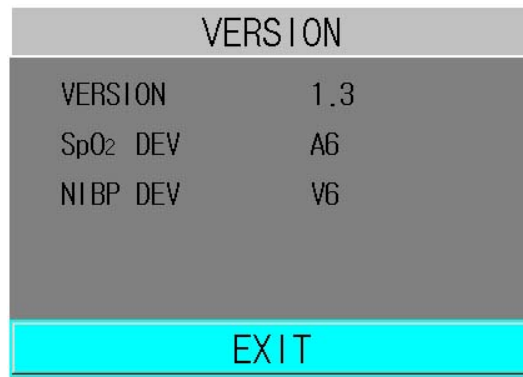 VERSION
VERSION 1.3
SpO₂ DEV A6
NIBP DEV V6
EXIT